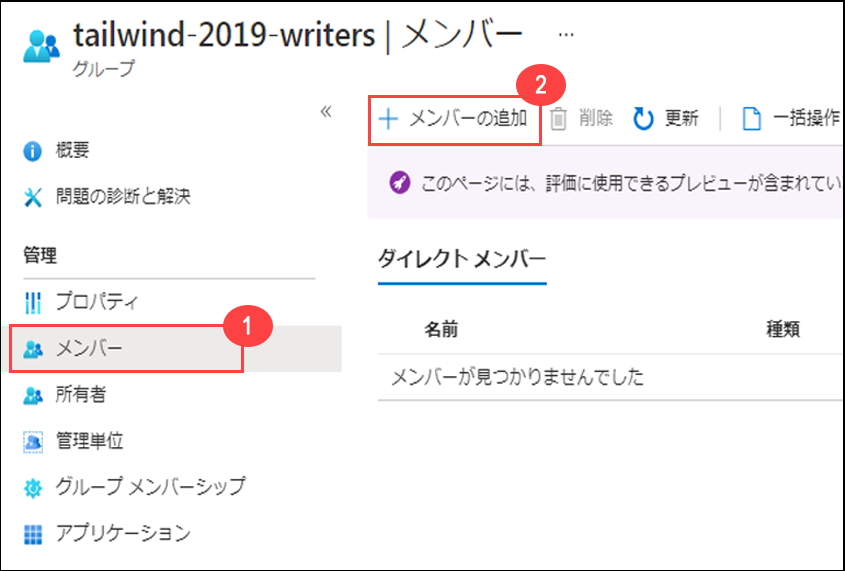 tailwind-2019-writers | メンバー ...
グループ
«
概要
問題の診断と解決
管理
プロパティ
1
メンバー
所有者
管理単位
グループ メンバーシップ
アプリケーション
2
メンバーの追加 削除 更新 | 一括操作
このページには、評価に使用できるプレビューが含まれてい
ダイレクト メンバー
名前 種類
メンバーが見つかりませんでした